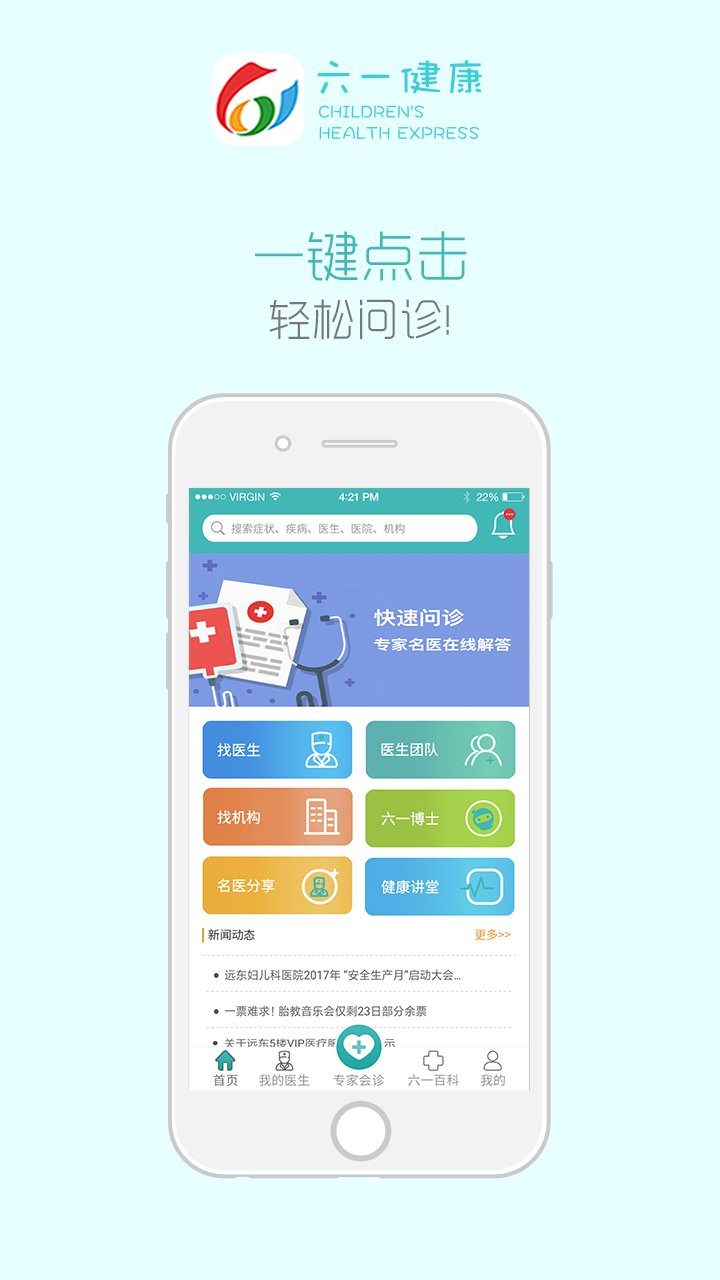 六一健康
CHILDREN'S
HEALTH EXPRESS
一键点击
轻松问诊!
VIRGIN
4:21 PM
22%
搜索症状、疾病、医生、医院、机构
快速问诊
专家名医在线解答
找医生
医生团队
找机构
六一博士
名医分享
健康讲堂
新闻动态
更多>>
远东妇儿科医院2017年 “安全生产月”启动大会...
一票难求! 胎教音乐会仅剩23日部分余票
关于远东5楼VIP医疗 示
首页
我的医生
专家会诊
六一百科
我的